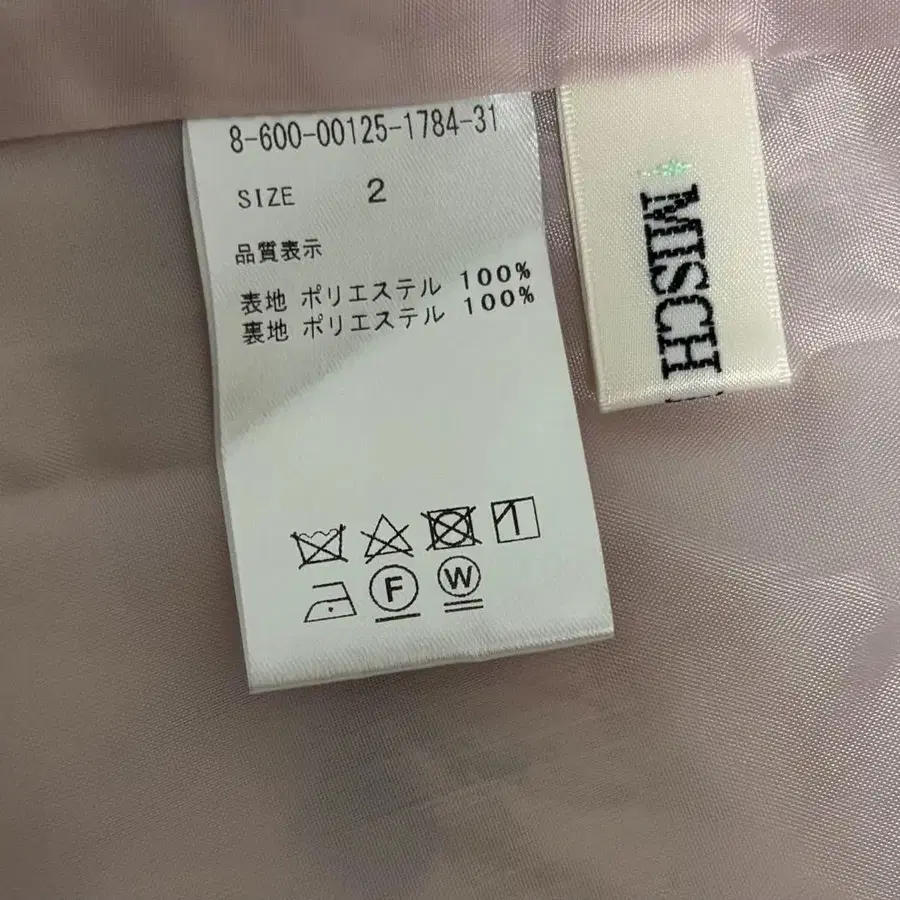 8-600-00125-1784-31
SIZE 2
品質表示
表地 ポリエステル 100%
裏地 ポリエステル 100%
F
W
MISCH